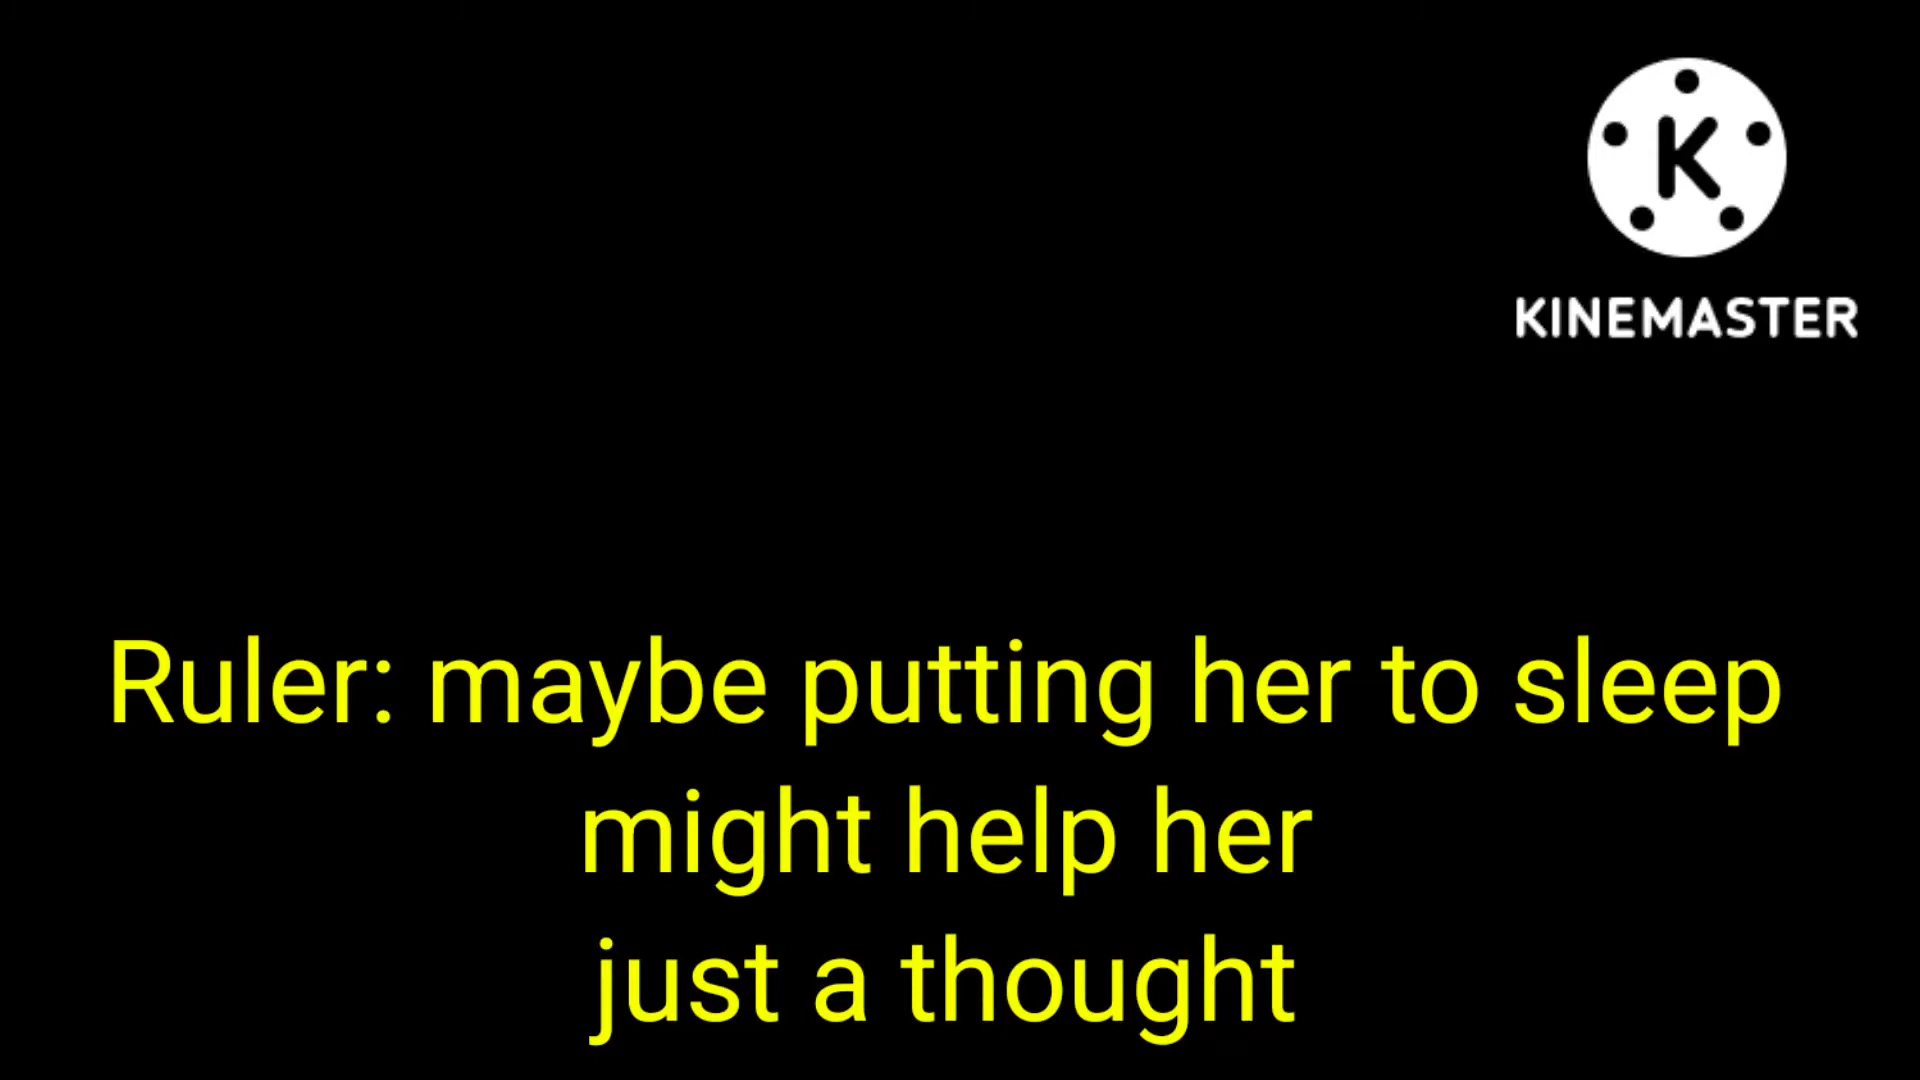 K
KINEMASTER
Ruler: maybe putting her to sleep
might help her
just a thought